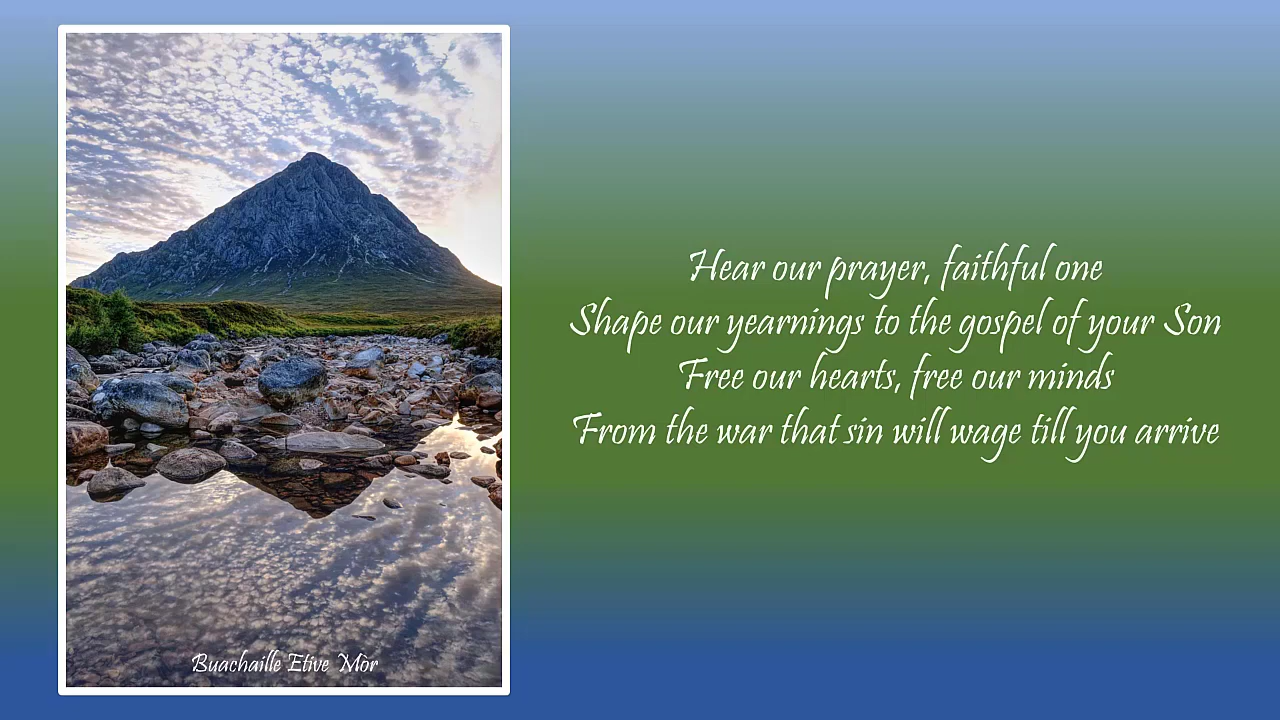 Hear our prayer, faithful one
Shape our yearnings to the gospel of your Son
Free our hearts, free our minds
From the war that sin will wage till you arrive
Buachaille Etive Mòr